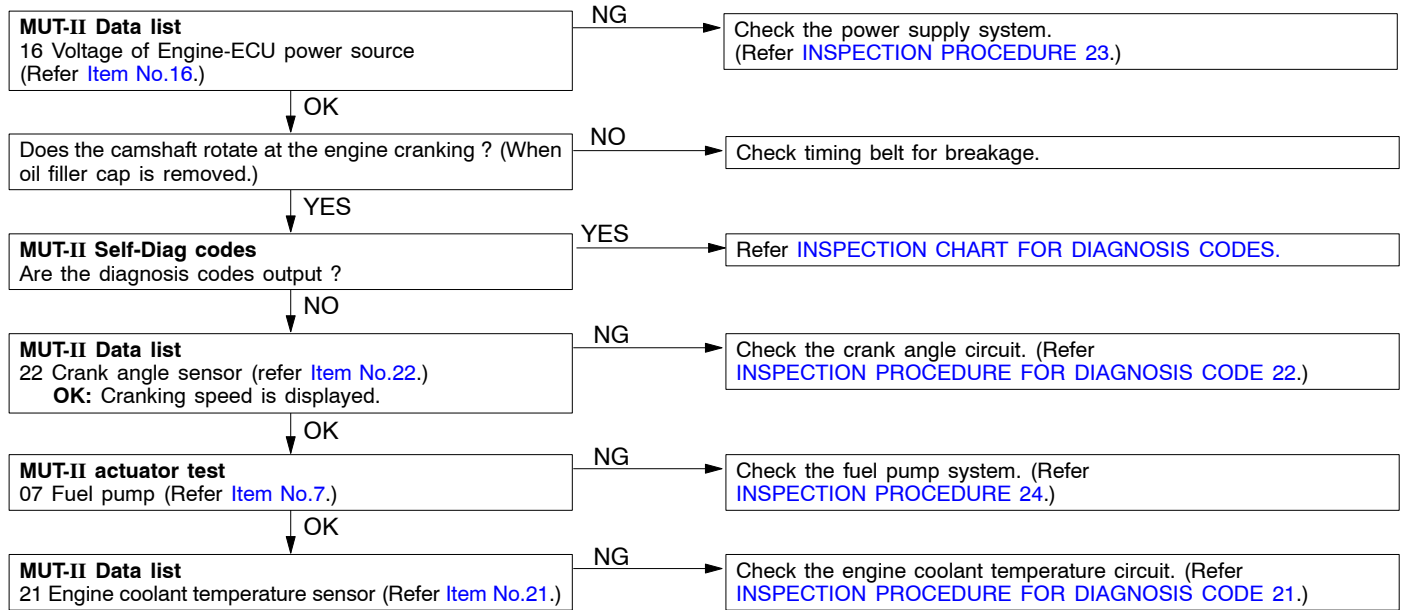 MUT-II Data list
16 Voltage of Engine-ECU power source
(Refer Item No.16.)
NG
Check the power supply system.
(Refer INSPECTION PROCEDURE 23.)
OK
Does the camshaft rotate at the engine cranking ? (When
oil filler cap is removed.)
NO
Check timing belt for breakage.
YES
MUT-II Self-Diag codes
Are the diagnosis codes output ?
YES
Refer INSPECTION CHART FOR DIAGNOSIS CODES.
NO
MUT-II Data list
22 Crank angle sensor (refer Item No.22.)
OK: Cranking speed is displayed.
NG
Check the crank angle circuit. (Refer
INSPECTION PROCEDURE FOR DIAGNOSIS CODE 22.)
OK
MUT-II actuator test
07 Fuel pump (Refer Item No.7.)
NG
Check the fuel pump system. (Refer
INSPECTION PROCEDURE 24.)
OK
MUT-II Data list
21 Engine coolant temperature sensor (Refer Item No.21.)
NG
Check the engine coolant temperature circuit. (Refer
INSPECTION PROCEDURE FOR DIAGNOSIS CODE 21.)